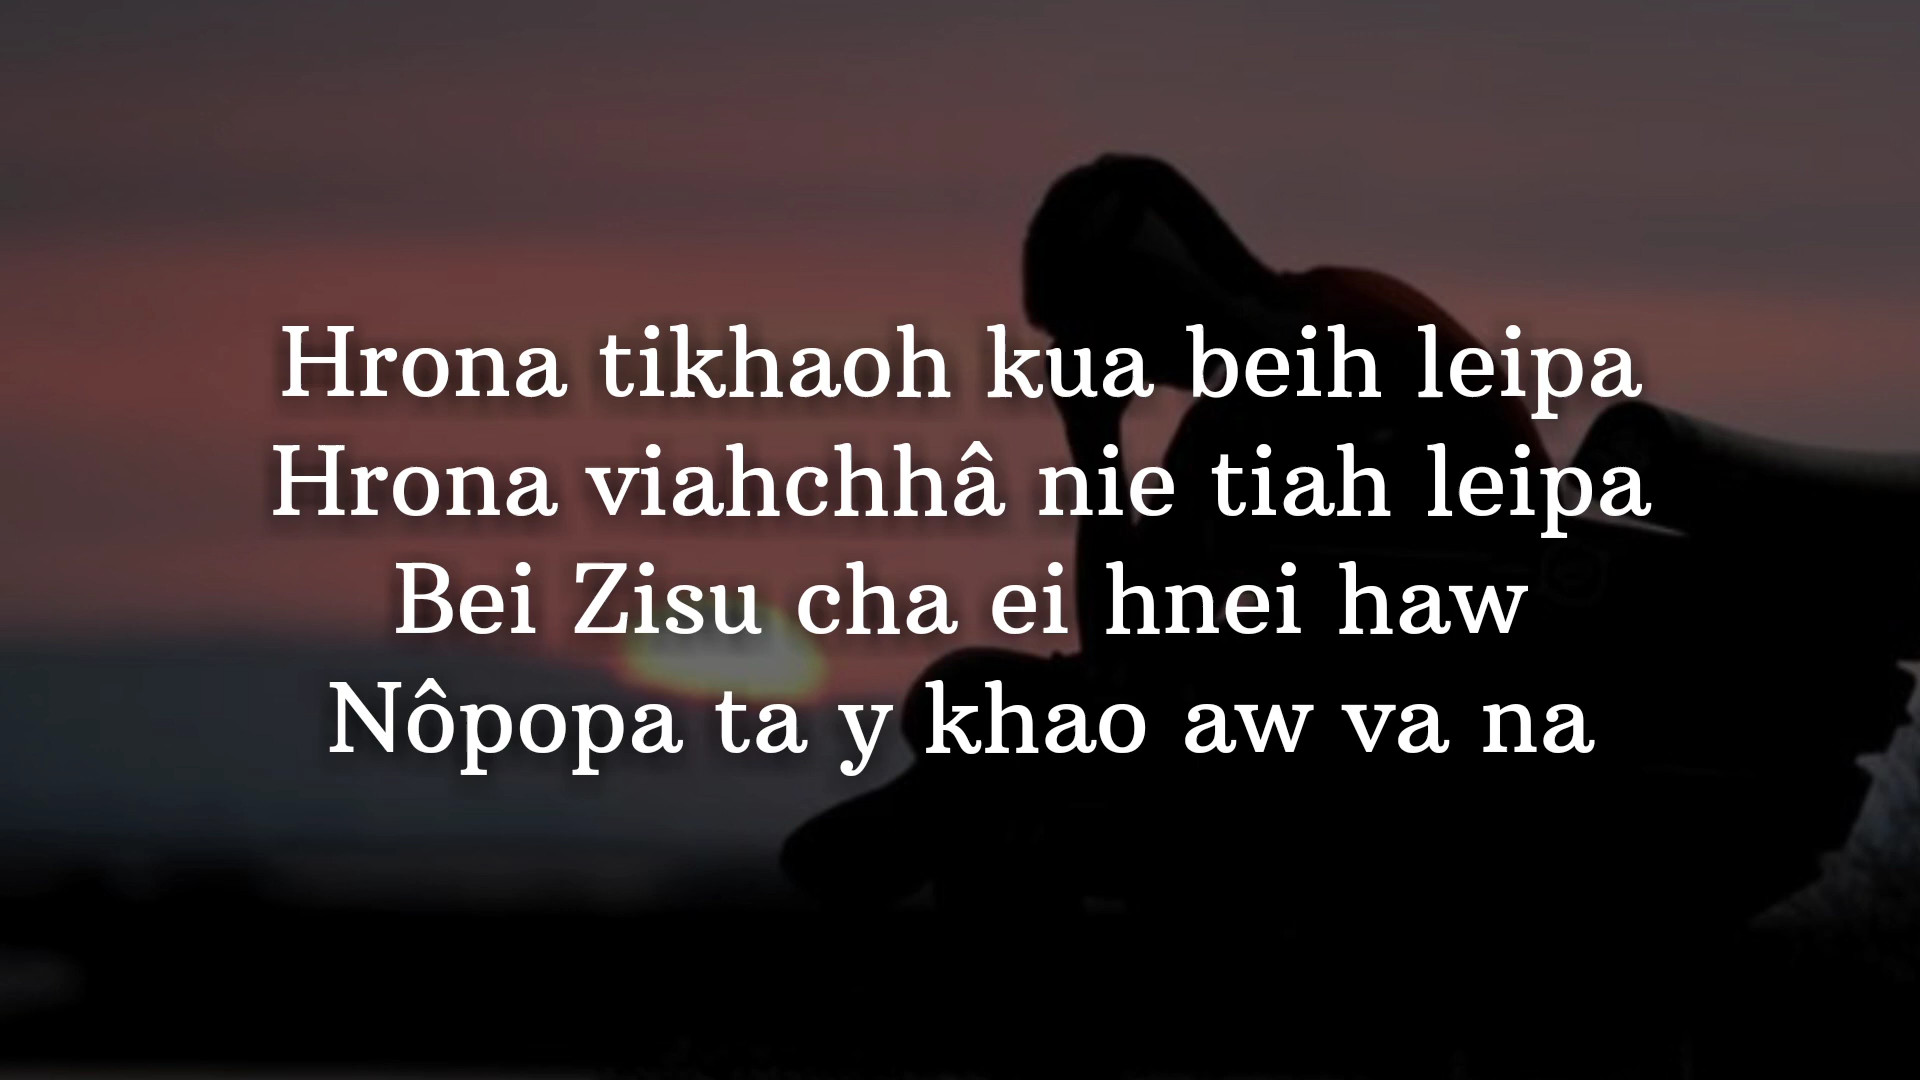 Hrona tikhaoh kua beih leipa
Hrona viahchhâ nie tiah leipa
Bei Zisu cha ei hnei haw
Nôpopa ta y khao aw va na